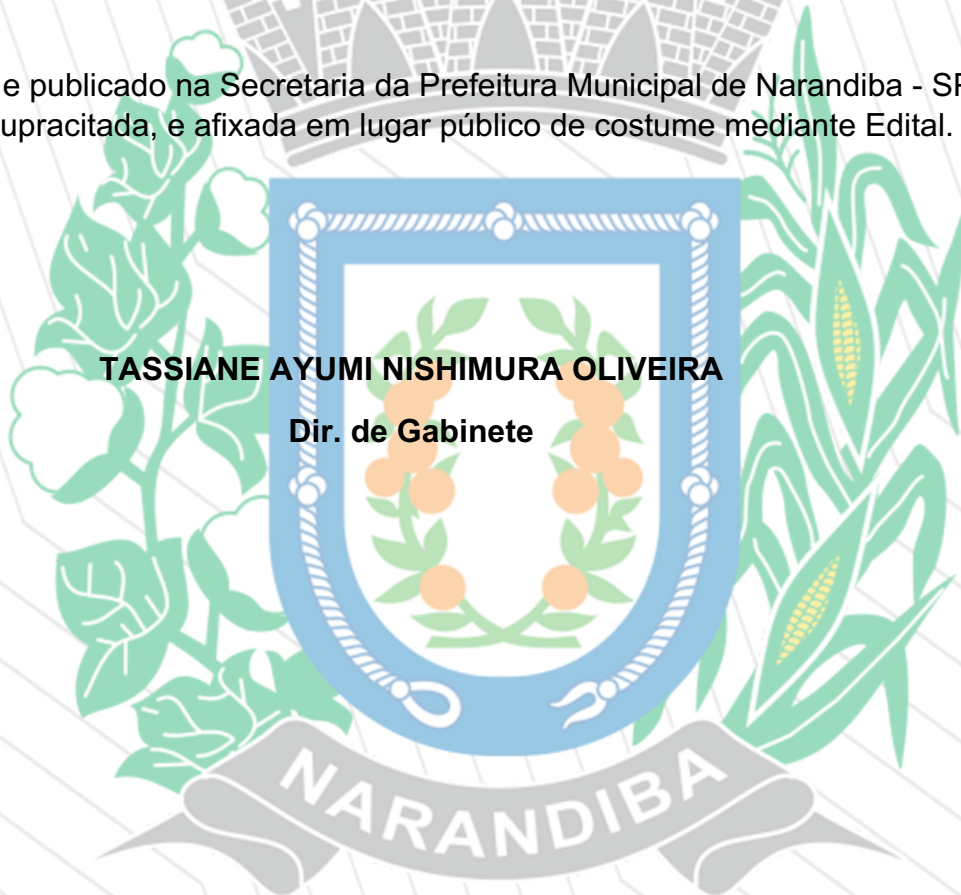 e publicado na Secretaria da Prefeitura Municipal de Narandiba - SP
upracitada, e afixada em lugar público de costume mediante Edital.
TASSIANE AYUMI NISHIMURA OLIVEIRA
Dir. de Gabinete
NARANDIBA